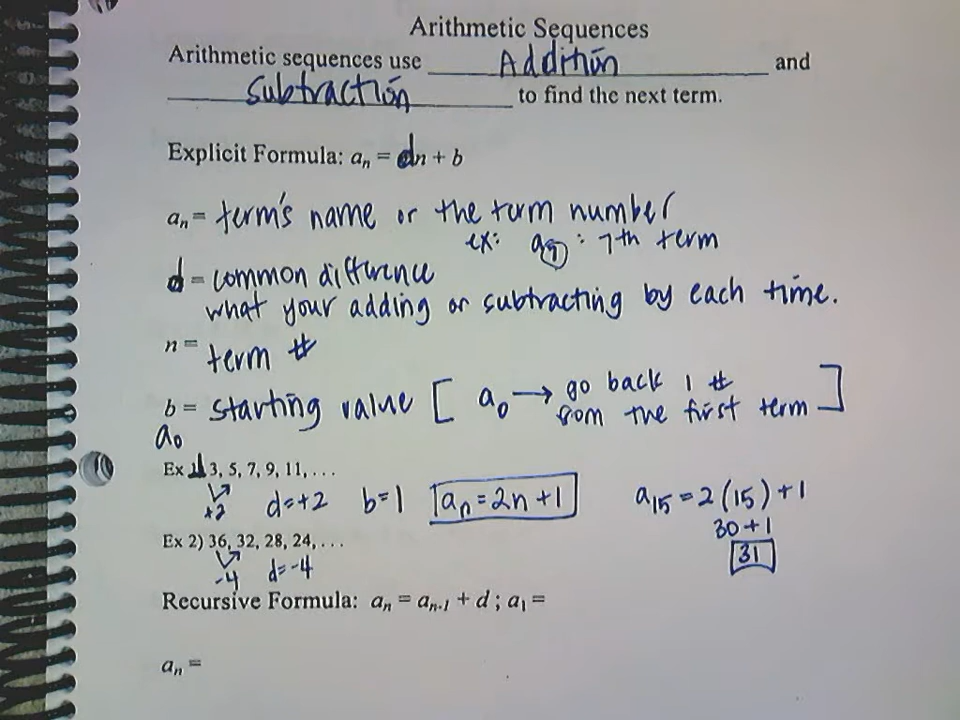 Arithmetic Sequences
Arithmetic sequences use Addition and
Subtraction to find the next term.
Explicit Formula: aₙ = dn + b
aₙ = term's name or the term number
ex: a₇ : 7th term
d = common difference
what your adding or subtracting by each time.
n = term #
b = starting value [ a₀ → go back 1 #
from the first term ]
a₀
Ex 1) 3, 5, 7, 9, 11, . . .
+2 d=+2 b=1 aₙ=2n+1 a₁₅=2(15)+1
30+1
31
Ex 2) 36, 32, 28, 24, . . .
-4 d=-4
Recursive Formula: aₙ = aₙ₋₁ + d ; a₁ =
aₙ =